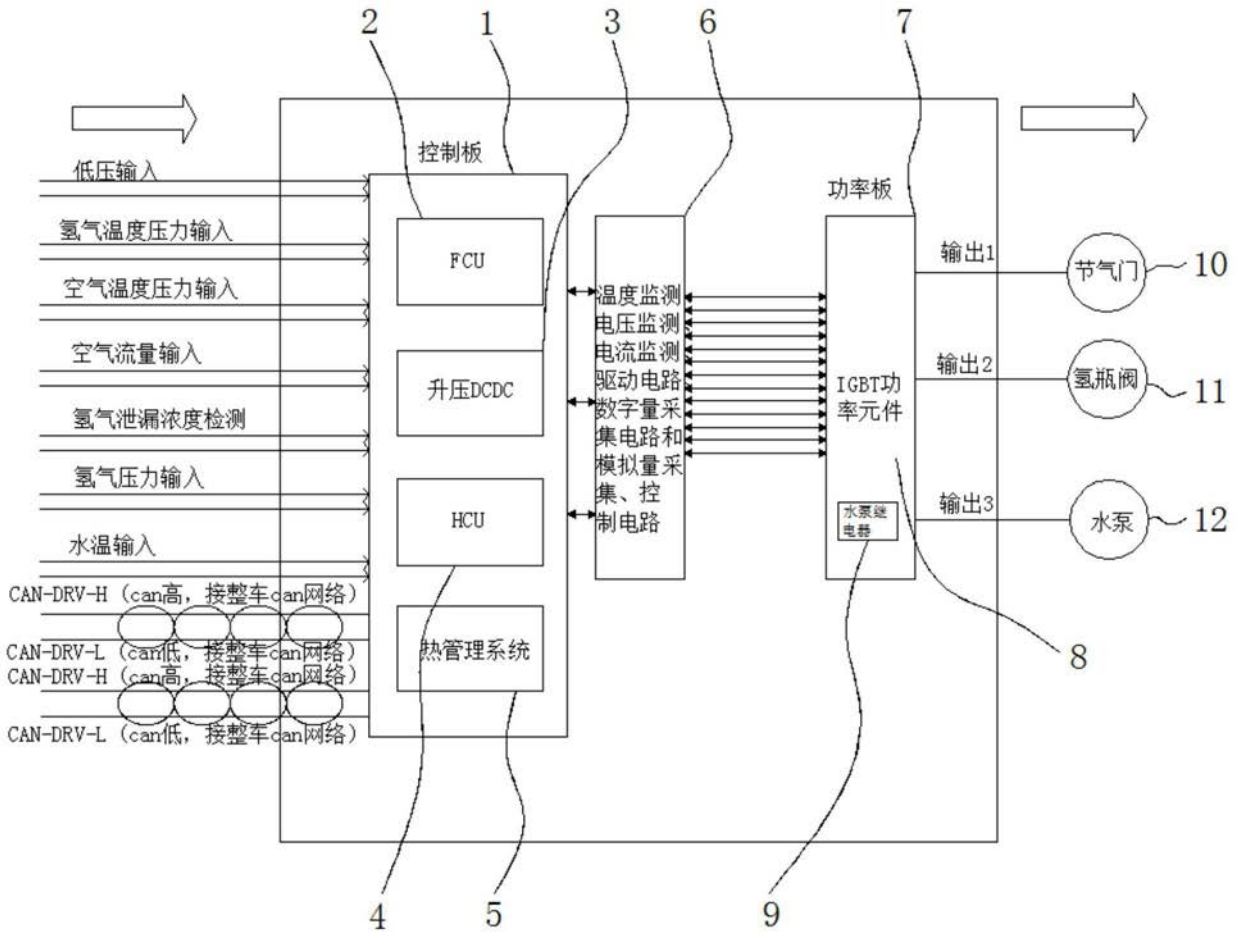 2
1
3
6
7
控制板
功率板
低压输入
氢气温度压力输入
空气温度压力输入
空气流量输入
氢气泄漏浓度检测
氢气压力输入
水温输入
CAN-DRV-H（can高，接整车can网络）
CAN-DRV-L（can低，接整车can网络）
CAN-DRV-H（can高，接整车can网络）
CAN-DRV-L（can低，接整车can网络）
FCU
升压DCDC
HCU
热管理系统
温度监测
电压监测
电流监测
驱动电路
数字量采
集电路和
模拟量采
集、控
制电路
IGBT功
率元件
水泵继
电器
输出1
节气门
10
输出2
氢瓶阀
11
输出3
水泵
12
8
4
5
9